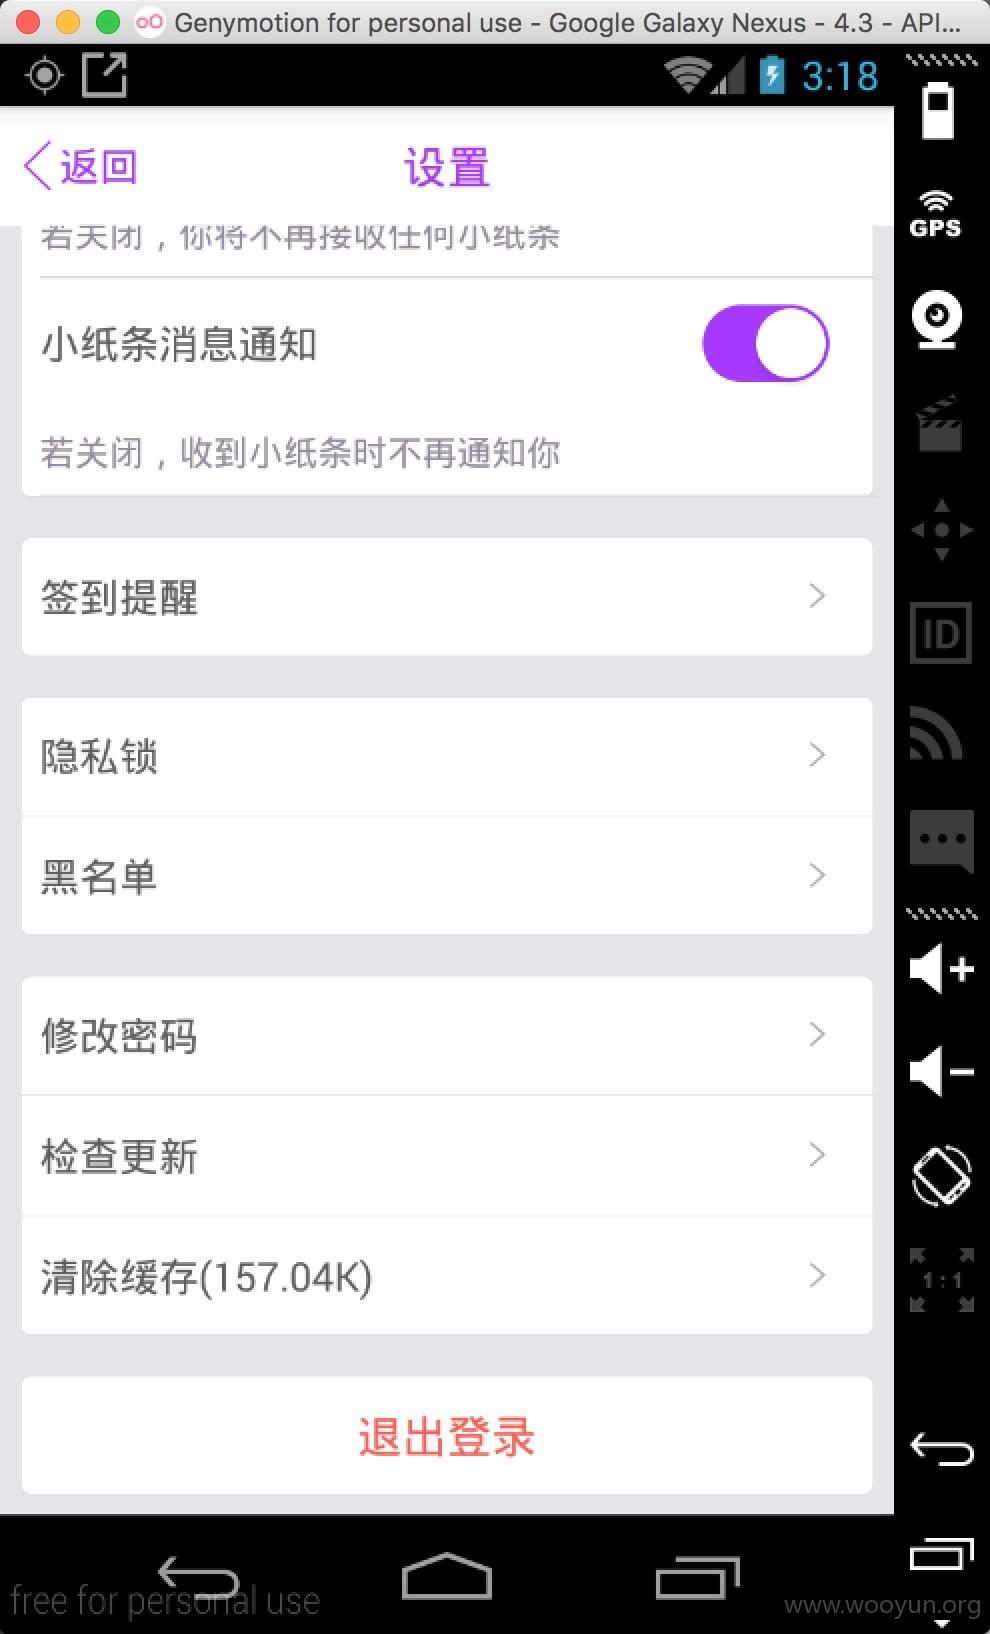 Genymotion for personal use - Google Galaxy Nexus - 4.3 - API...
3:18
返回
设置
若关闭，你将不再接收任何小纸条
GPS
小纸条消息通知
若关闭，收到小纸条时不再通知你
签到提醒
ID
隐私锁
黑名单
修改密码
检查更新
清除缓存(157.04K)
1:1
退出登录
free for personal use
www.wooyun.org